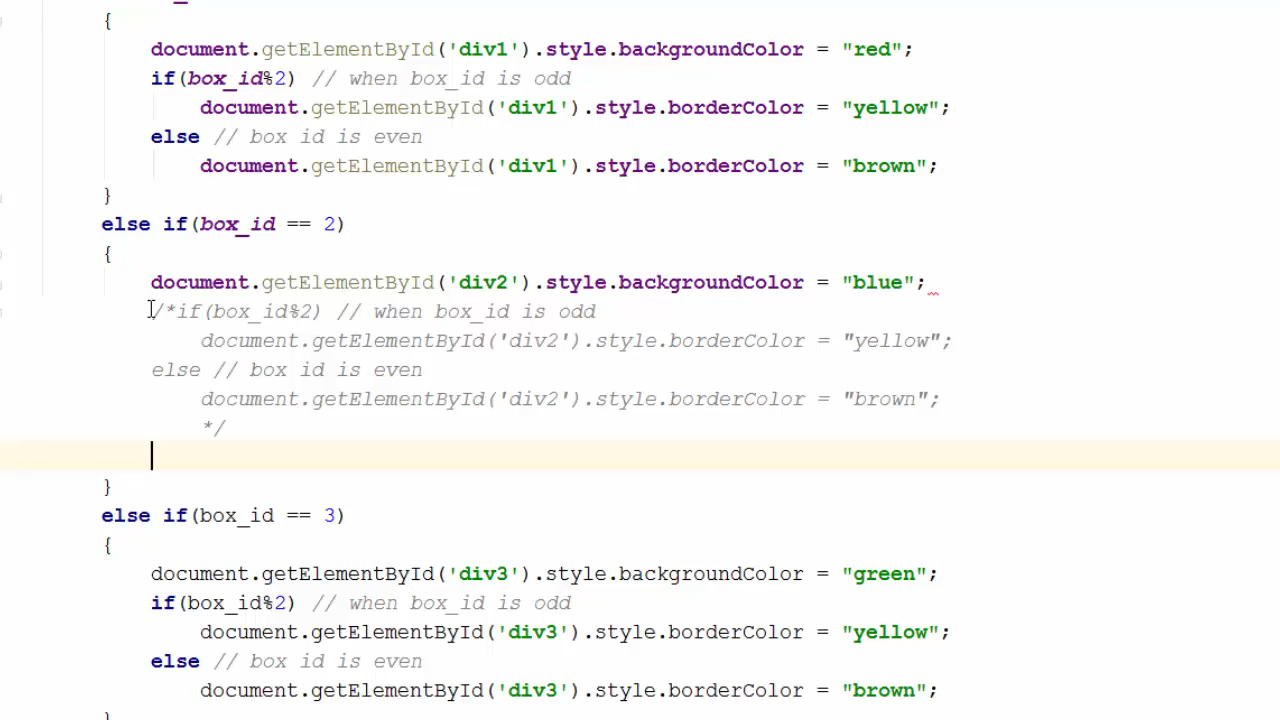 {
document.getElementById('div1').style.backgroundColor = "red";
if(box_id%2) // when box_id is odd
document.getElementById('div1').style.borderColor = "yellow";
else // box id is even
document.getElementById('div1').style.borderColor = "brown";
}
else if(box_id == 2)
{
document.getElementById('div2').style.backgroundColor = "blue";
/*if(box_id%2) // when box_id is odd
document.getElementById('div2').style.borderColor = "yellow";
else // box id is even
document.getElementById('div2').style.borderColor = "brown";
*/
}
else if(box_id == 3)
{
document.getElementById('div3').style.backgroundColor = "green";
if(box_id%2) // when box_id is odd
document.getElementById('div3').style.borderColor = "yellow";
else // box id is even
document.getElementById('div3').style.borderColor = "brown";
}